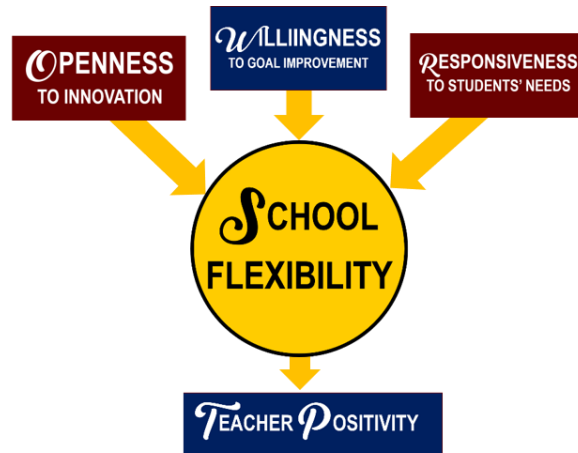 OPENNESS
TO INNOVATION
WILLIINGNESS
TO GOAL IMPROVEMENT
RESPONSIVENESS
TO STUDENTS' NEEDS
SCHOOL
FLEXIBILITY
TEACHER POSITIVITY